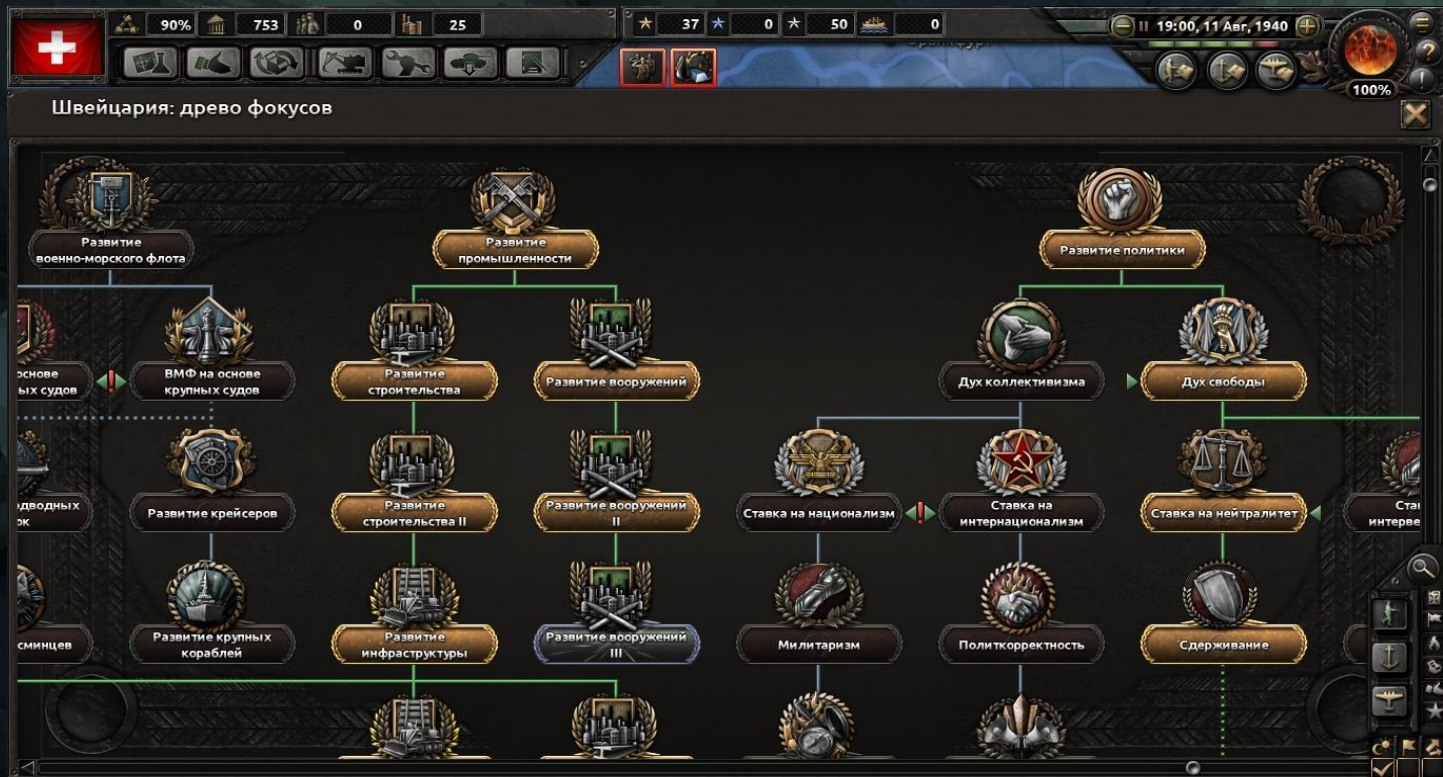 90% 753 0 25 37 0 50 0 19:00, 11 Авг, 1940
100%
Швейцария: древо фокусов
Развитие
военно-морского флота
Развитие
промышленности
Развитие политики
ых судов
ВМФ на основе
крупных судов
Развитие
строительства
Развитие вооружений
Дух коллективизма
Дух свободы
Развитие крейсеров
Развитие
строительства II
Развитие вооружений
II
Ставка на национализм
Ставка на
интернационализм
Ставка на нейтралитет
сминцев
Развитие крупных
кораблей
Развитие
инфраструктуры
Развитие вооружений
III
Милитаризм
Политкорректность
Сдерживание